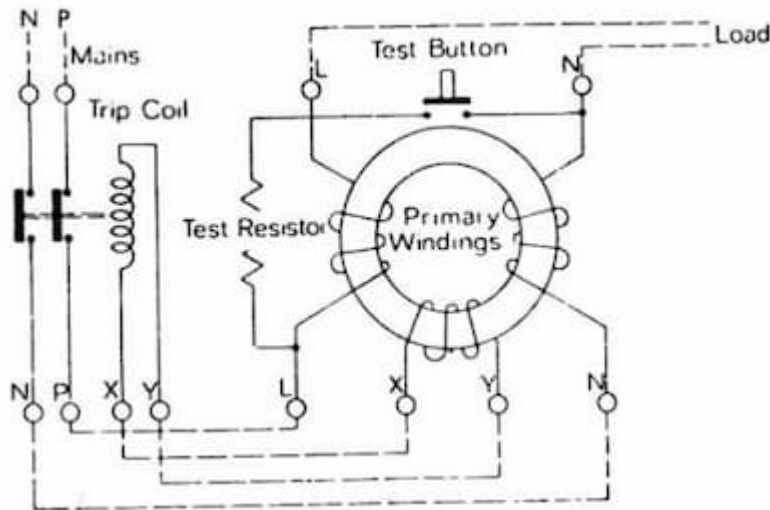 N P
Mains
Load
L
Test Button
N
Trip Coil
Test Resistor
Primary
Windings
N P X Y L X Y N